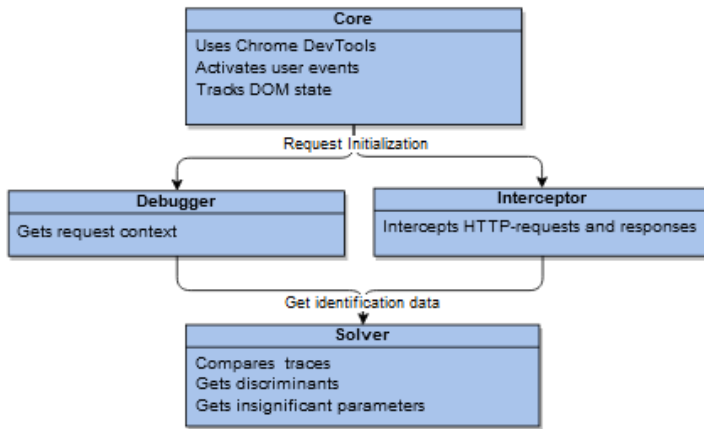 Core
Uses Chrome DevTools
Activates user events
Tracks DOM state
Request Initialization
Debugger
Gets request context
Interceptor
Intercepts HTTP-requests and responses
Get identification data
Solver
Compares traces
Gets discriminants
Gets insignificant parameters